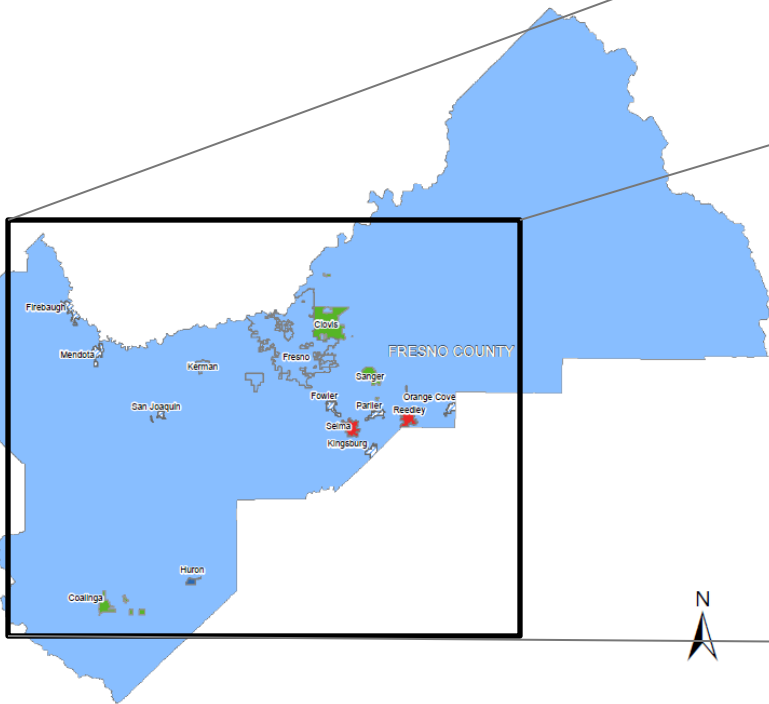 Firebaugh
Clovis
Mendota
Fresno
FRESNO COUNTY
Kerman
Sanger
San Joaquin
Fowler
Orange Cove
Parlier
Reedley
Selma
Kingsburg
Huron
Coalinga
N